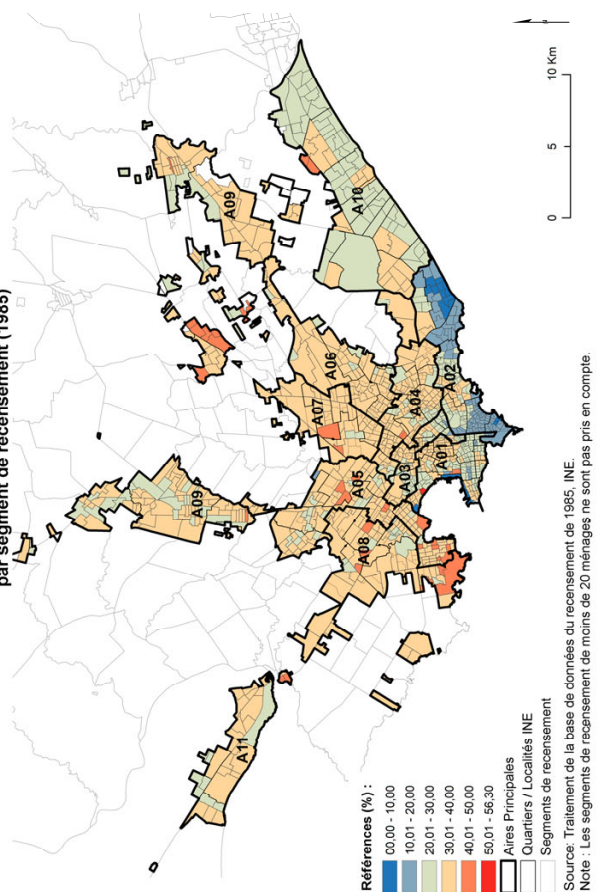 par segment de recensement (1985)
A09
A09
A10
A06
A07
A04
A02
A05
A03
A01
A08
A11
0 5 10 Km
Références (%) :
00,00 - 10,00
10,01 - 20,00
20,01 - 30,00
30,01 - 40,00
40,01 - 50,00
50,01 - 56,30
Aires Principales
Quartiers / Localités INE
Segments de recensement
Source: Traitement de la base de données du recensement de 1985, INE.
Note : Les segments de recensement de moins de 20 ménages ne sont pas pris en compte.